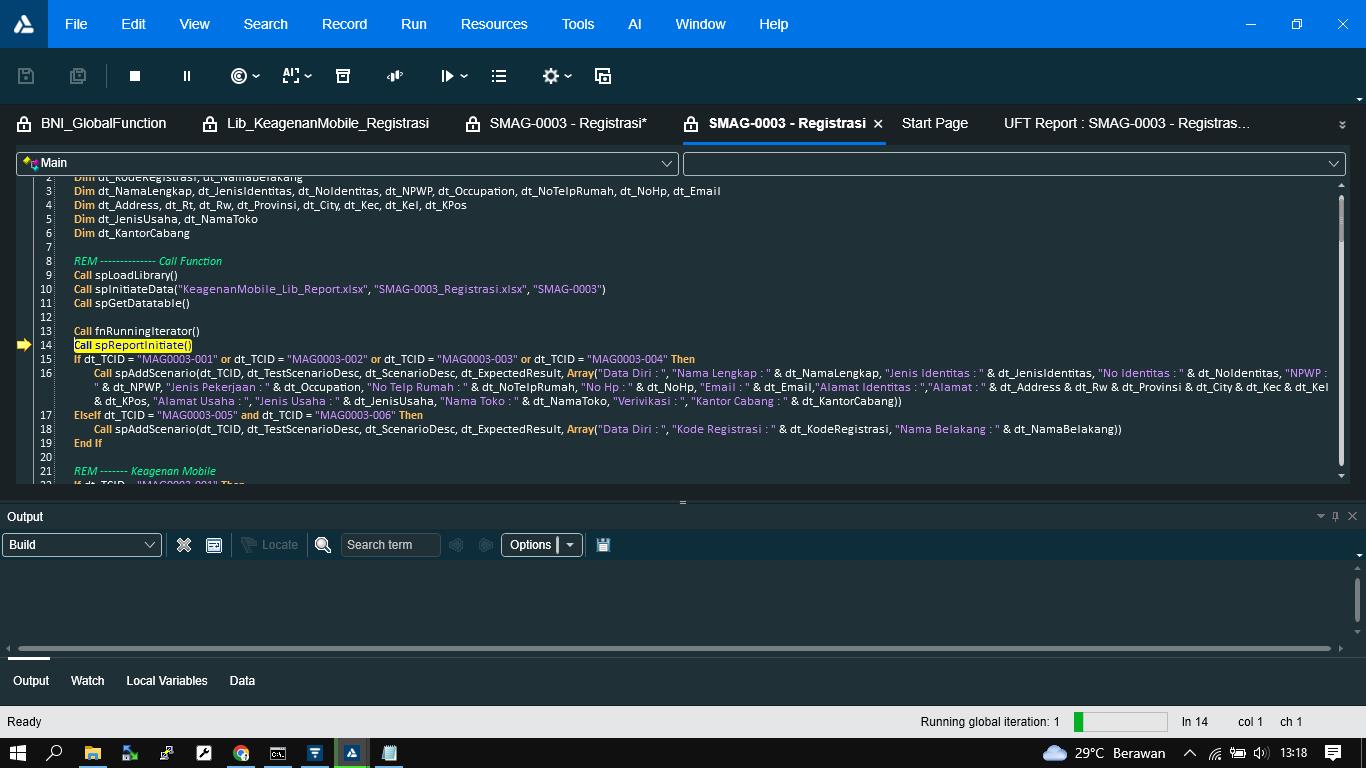 File Edit View Search Record Run Resources Tools AI Window Help
BNI_GlobalFunction Lib_KeagenanMobile_Registrasi SMAG-0003 - Registrasi* SMAG-0003 - Registrasi Start Page UFT Report : SMAG-0003 - Registras...
Main
2 Dim dt_KodeRegistrasi, dt_NamaBelakang
3 Dim dt_NamaLengkap, dt_JenisIdentitas, dt_NoIdentitas, dt_NPWP, dt_Occupation, dt_NoTelpRumah, dt_NoHp, dt_Email
4 Dim dt_Address, dt_Rt, dt_Rw, dt_Provinsi, dt_City, dt_Kec, dt_Kel, dt_KPos
5 Dim dt_JenisUsaha, dt_NamaToko
6 Dim dt_KantorCabang
7
8 REM -------------- Call Function
9 Call spLoadLibrary()
10 Call spInitiateData("KeagenanMobile_Lib_Report.xlsx", "SMAG-0003_Registrasi.xlsx", "SMAG-0003")
11 Call spGetDatatable()
12
13 Call fnRunningIterator()
14 Call spReportInitiate()
15 If dt_TCID = "MAG0003-001" or dt_TCID = "MAG0003-002" or dt_TCID = "MAG0003-003" or dt_TCID = "MAG0003-004" Then
16 Call spAddScenario(dt_TCID, dt_TestScenarioDesc, dt_ScenarioDesc, dt_ExpectedResult, Array("Data Diri : ", "Nama Lengkap : " & dt_NamaLengkap, "Jenis Identitas : " & dt_JenisIdentitas, "No Identitas : " & dt_NoIdentitas, "NPWP :
" & dt_NPWP, "Jenis Pekerjaan : " & dt_Occupation, "No Telp Rumah : " & dt_NoTelpRumah, "No Hp : " & dt_NoHp, "Email : " & dt_Email,"Alamat Identitas : ","Alamat : " & dt_Address & dt_Rw & dt_Provinsi & dt_City & dt_Kec & dt_Kel
& dt_KPos, "Alamat Usaha : ", "Jenis Usaha : " & dt_JenisUsaha, "Nama Toko : " & dt_NamaToko, "Verivikasi : ", "Kantor Cabang : " & dt_KantorCabang))
17 ElseIf dt_TCID = "MAG0003-005" and dt_TCID = "MAG0003-006" Then
18 Call spAddScenario(dt_TCID, dt_TestScenarioDesc, dt_ScenarioDesc, dt_ExpectedResult, Array("Data Diri : ", "Kode Registrasi : " & dt_KodeRegistrasi, "Nama Belakang : " & dt_NamaBelakang))
19 End If
20
21 REM ------- Keagenan Mobile
22 If dt_TCID = "MAG0003-001" Then
Output
Build Locate Search term Options
Output Watch Local Variables Data
Ready Running global iteration: 1 ln 14 col 1 ch 1
29°C Berawan 13:18